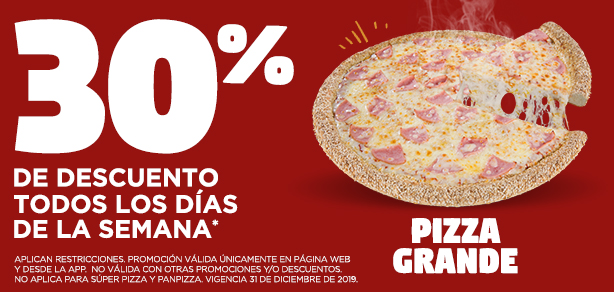 30%
DE DESCUENTO
TODOS LOS DÍAS
DE LA SEMANA*
PIZZA
GRANDE
APLICAN RESTRICCIONES. PROMOCIÓN VÁLIDA ÚNICAMENTE EN PÁGINA WEB
Y DESDE LA APP. NO VÁLIDA CON OTRAS PROMOCIONES Y/O DESCUENTOS.
NO APLICA PARA SÚPER PIZZA Y PANPIZZA. VIGENCIA 31 DE DICIEMBRE DE 2019.